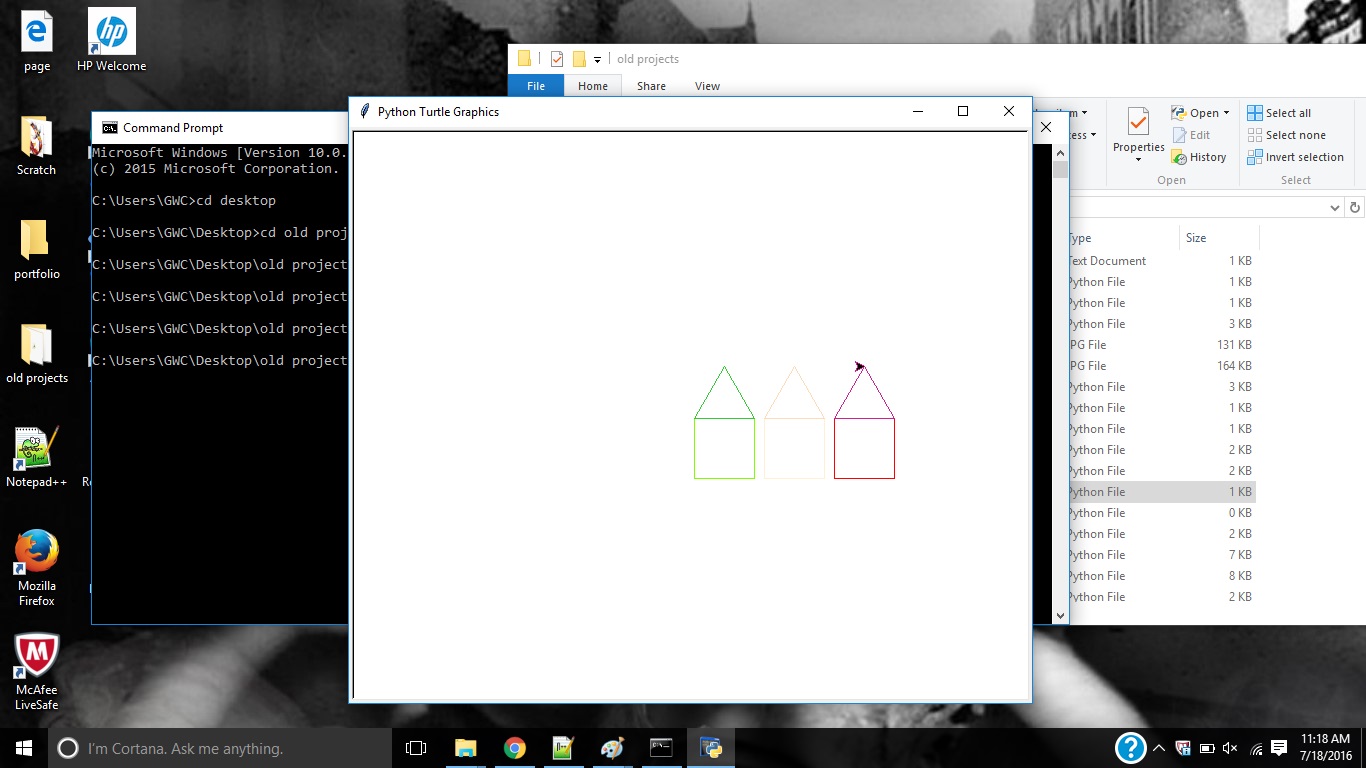 page
HP Welcome
Scratch
portfolio
old projects
Notepad++
Mozilla
Firefox
McAfee
LiveSafe
old projects
File
Home
Share
View
Properties
Open
Edit
History
Open
Select all
Select none
Invert selection
Select
Command Prompt
Microsoft Windows [Version 10.0.
(c) 2015 Microsoft Corporation.
C:\Users\GWC>cd desktop
C:\Users\GWC\Desktop>cd old proj
C:\Users\GWC\Desktop\old project
C:\Users\GWC\Desktop\old project
C:\Users\GWC\Desktop\old project
C:\Users\GWC\Desktop\old project
Python Turtle Graphics
Type Size
Text Document 1 KB
Python File 1 KB
Python File 1 KB
Python File 3 KB
PG File 131 KB
PG File 164 KB
Python File 3 KB
Python File 1 KB
Python File 1 KB
Python File 2 KB
Python File 2 KB
Python File 1 KB
Python File 0 KB
Python File 2 KB
Python File 7 KB
Python File 8 KB
Python File 2 KB
I'm Cortana. Ask me anything.
11:18 AM
7/18/2016